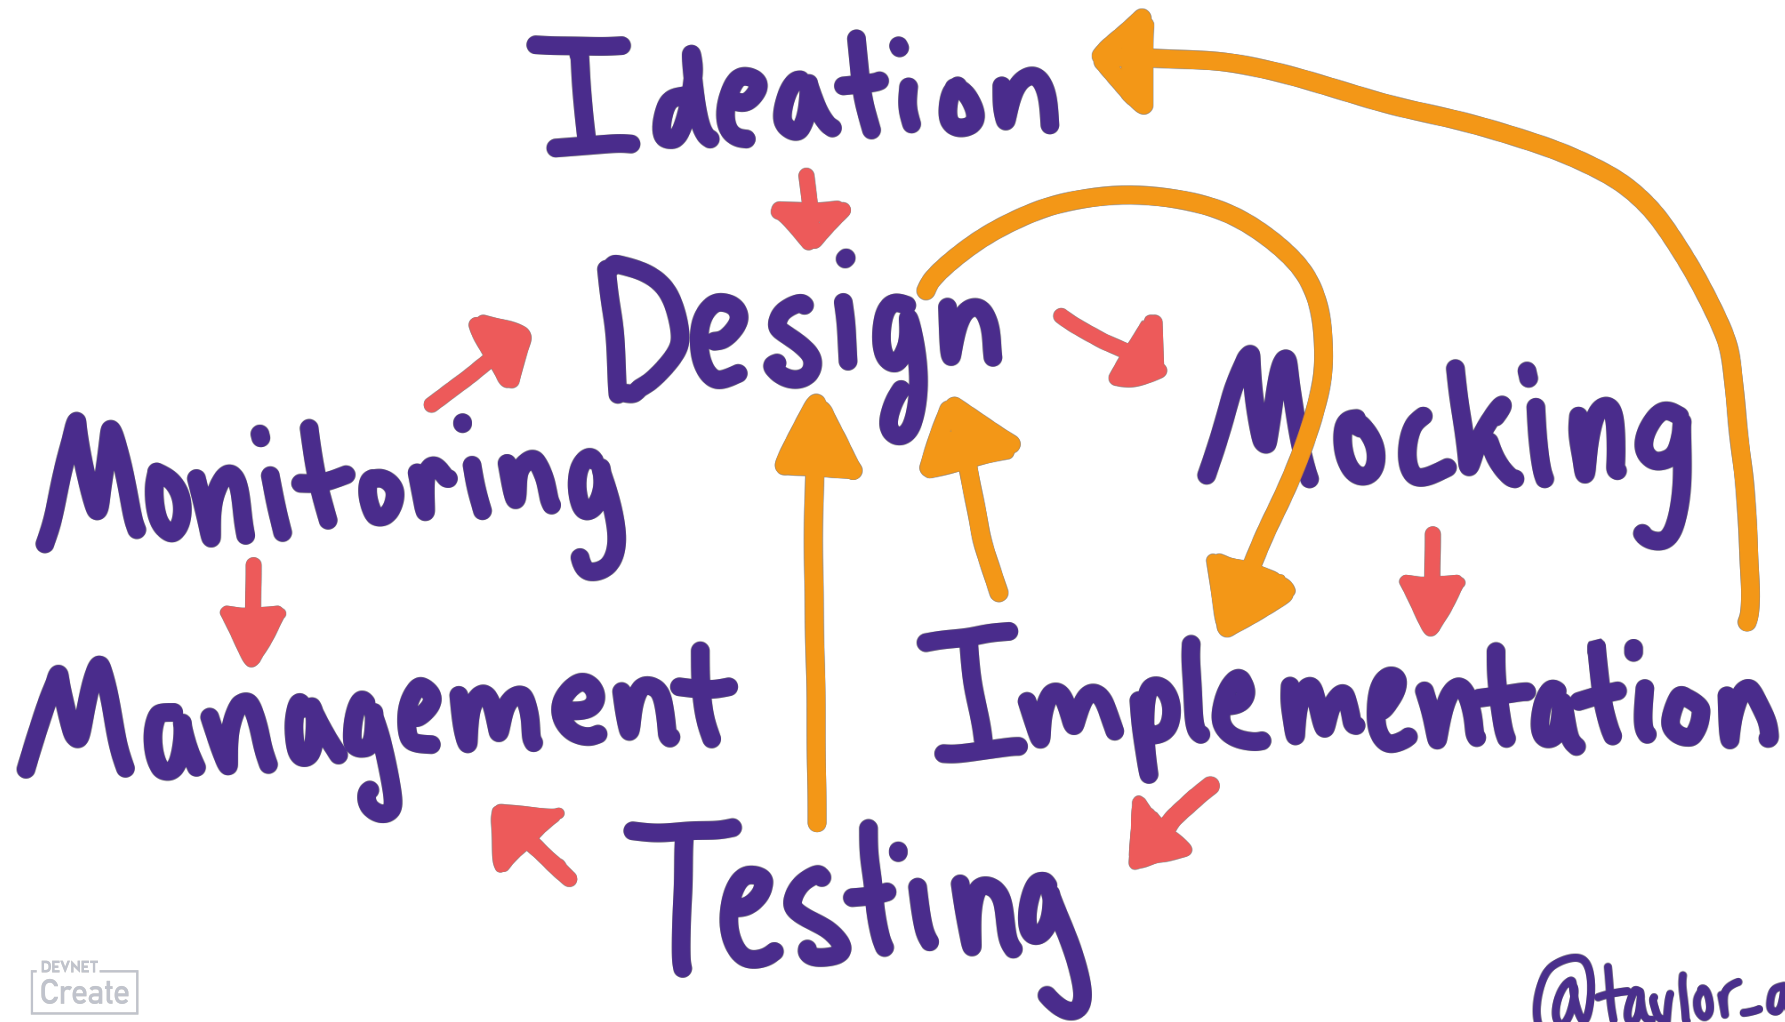 Ideation
Design
Mocking
Monitoring
Management
Implementation
Testing
DEVNET
Create